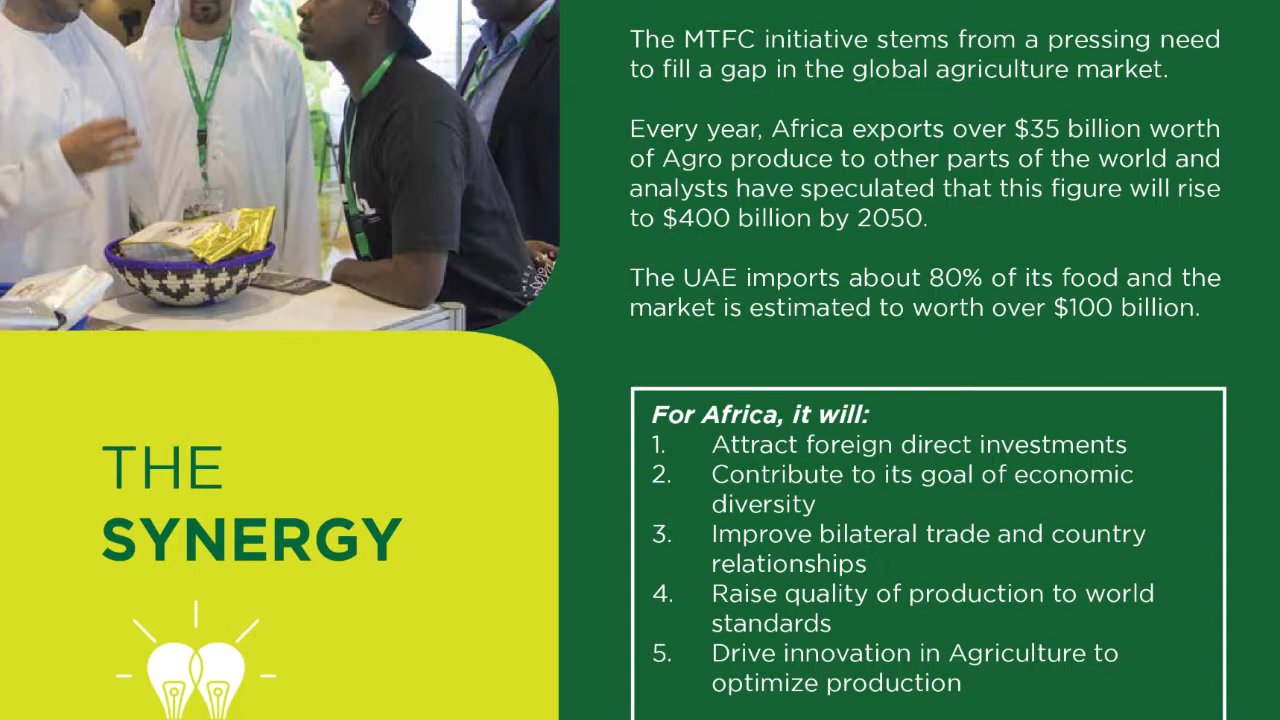 The MTFC initiative stems from a pressing need
to fill a gap in the global agriculture market.
Every year, Africa exports over $35 billion worth
of Agro produce to other parts of the world and
analysts have speculated that this figure will rise
to $400 billion by 2050.
The UAE imports about 80% of its food and the
market is estimated to worth over $100 billion.
THE
SYNERGY
For Africa, it will:
1. Attract foreign direct investments
2. Contribute to its goal of economic
diversity
3. Improve bilateral trade and country
relationships
4. Raise quality of production to world
standards
5. Drive innovation in Agriculture to
optimize production